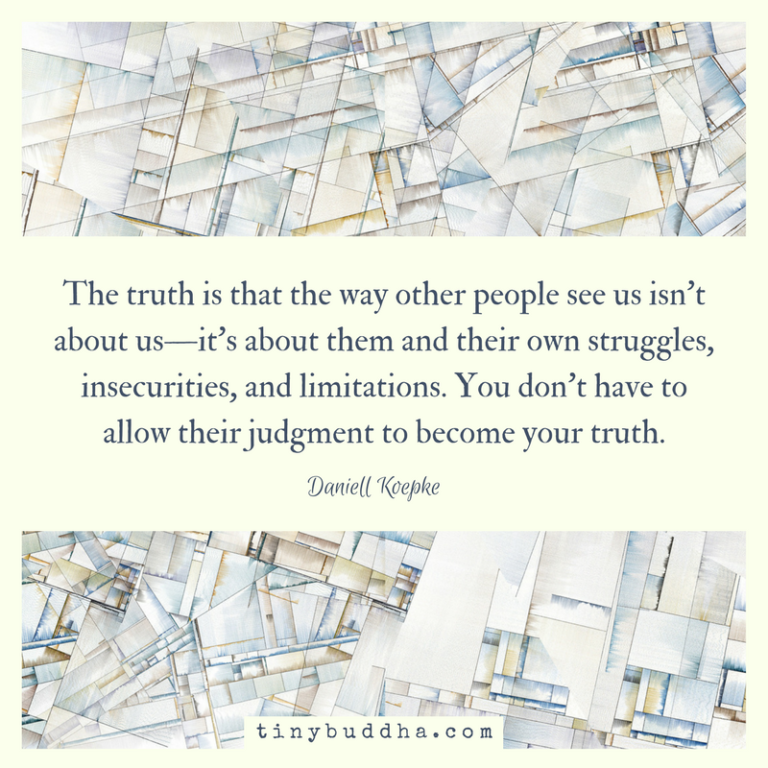 The truth is that the way other people see us isn’t
about us—it’s about them and their own struggles,
insecurities, and limitations. You don’t have to
allow their judgment to become your truth.
Daniell Koepke
tinybuddha.com